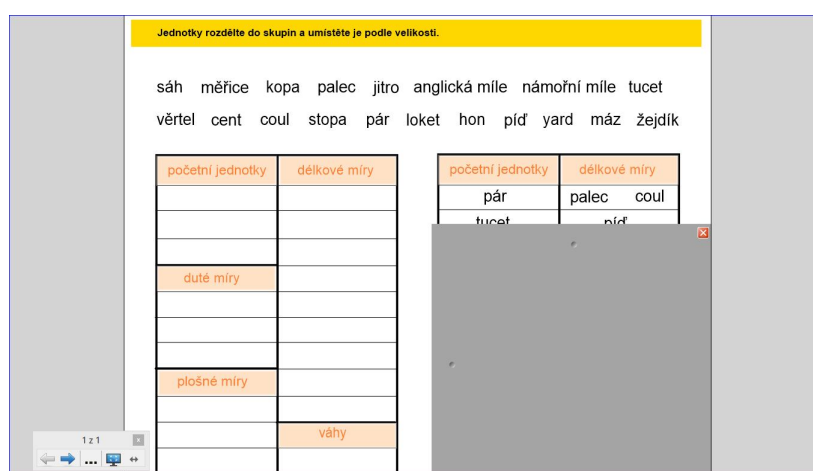 Jednotky rozdělte do skupin a umístěte je podle velikosti.
sáh měřice kopa palec jitro anglická míle námořní míle tucet
věrtel cent coul stopa pár loket hon píď yard máz žejdík
početní jednotky délkové míry
duté míry
plošné míry
váhy
početní jednotky délkové míry
pár palec coul
tucet píď
1 z 1